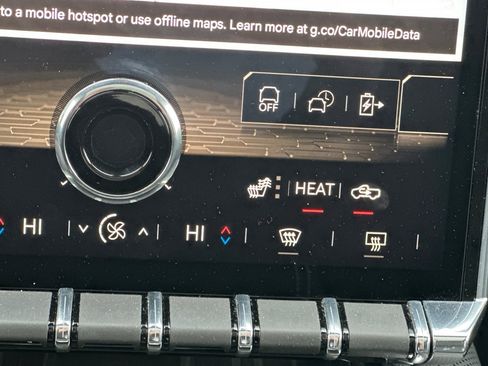 to a mobile hotspot or use offline maps. Learn more at g.co/CarMobileData
OFF
HEAT
HI HI